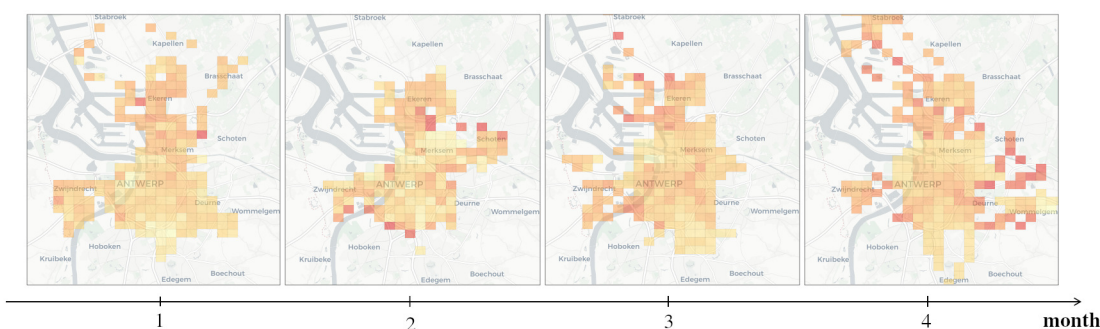 Stabroek
Kapellen
Brasschaat
Ekeren
Schoten
Merksem
Zwijndrecht
ANTWERP
Deurne
Wommelgem
Hoboken
Kruibeke
Boechout
Edegem
Stabroek
Kapellen
Brasschaat
Ekeren
Schoten
Merksem
Zwijndrecht
ANTWERP
Deurne
Wommelgem
Hoboken
Kruibeke
Boechout
Edegem
Stabroek
Kapellen
Brasschaat
Ekeren
Schoten
Merksem
Zwijndrecht
ANTWERP
Deurne
Wommelgem
Hoboken
Kruibeke
Boechout
Edegem
Stabroek
Kapellen
Brasschaat
Ekeren
Schoten
Merksem
Zwijndrecht
ANTWERP
Deurne
Wommelgem
Hoboken
Kruibeke
Boechout
Edegem
1 2 3 4 month